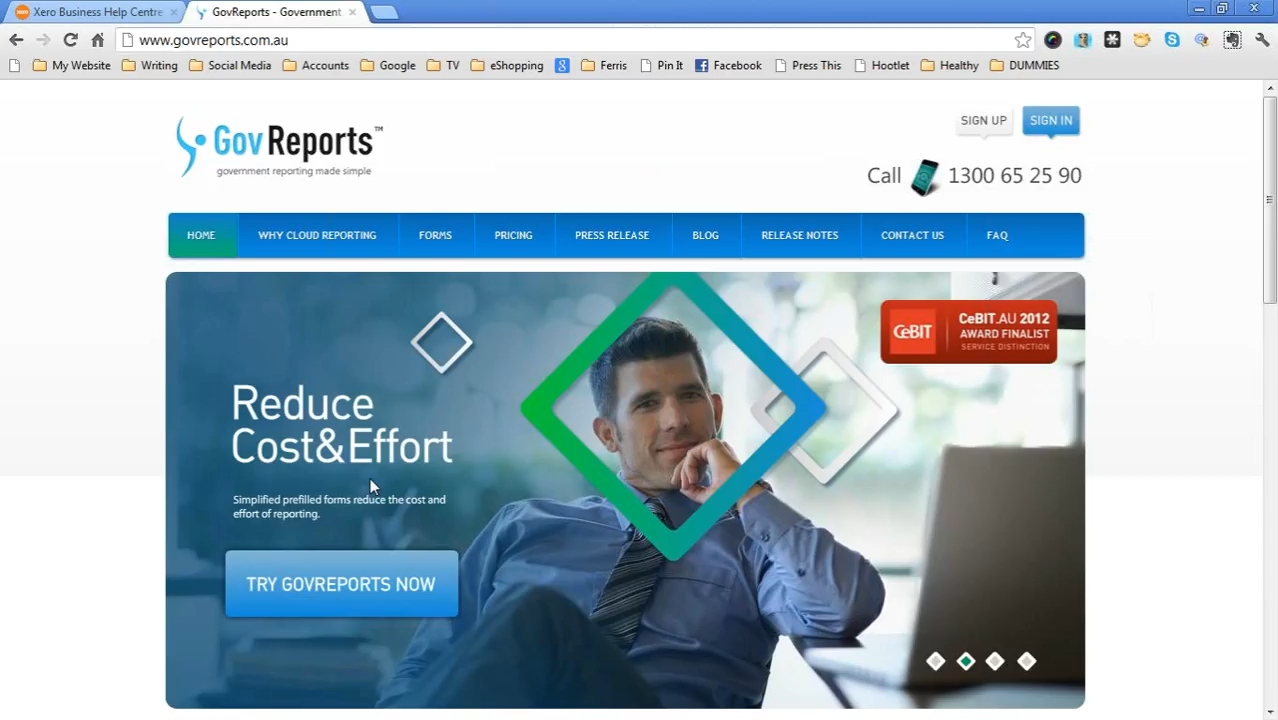 Xero Business Help Centre
GovReports - Government
www.govreports.com.au
My Website
Writing
Social Media
Accounts
Google
TV
eShopping
g
Ferris
Pin It
Facebook
Press This
Hootlet
Healthy
DUMMIES
GovReports™
government reporting made simple
SIGN UP
SIGN IN
Call 1300 65 25 90
HOME
WHY CLOUD REPORTING
FORMS
PRICING
PRESS RELEASE
BLOG
RELEASE NOTES
CONTACT US
FAQ
CeBIT
CeBIT.AU 2012
AWARD FINALIST
SERVICE DISTINCTION
Reduce
Cost&Effort
Simplified prefilled forms reduce the cost and
effort of reporting.
TRY GOVREPORTS NOW